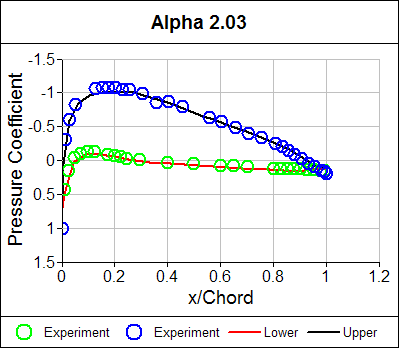 Alpha 2.03
Pressure Coefficient
-1.5
-1
-0.5
0
0.5
1
1.5
0 0.2 0.4 0.6 0.8 1 1.2
x/Chord
Experiment Experiment Lower Upper